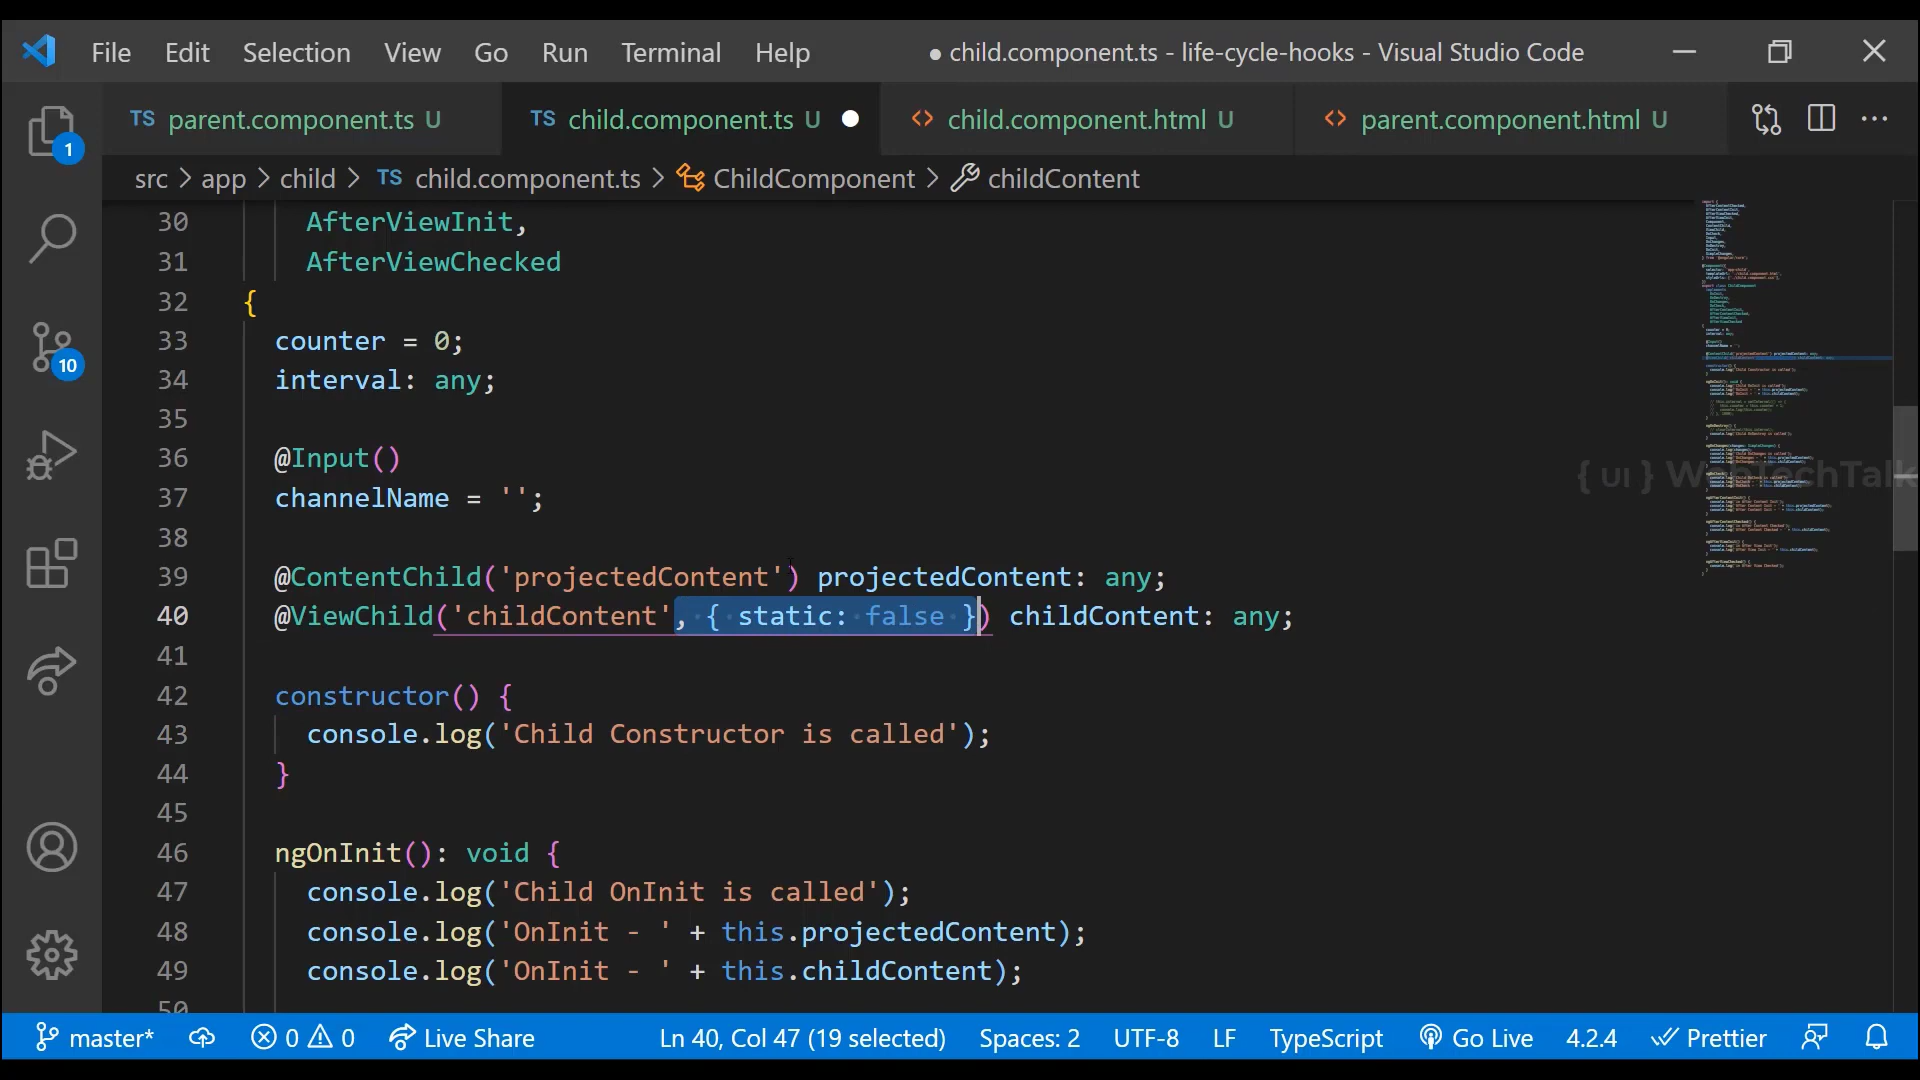 File Edit Selection View Go Run Terminal Help ● child.component.ts - life-cycle-hooks - Visual Studio Code
TS parent.component.ts U TS child.component.ts U child.component.html U parent.component.html U
src > app > child > TS child.component.ts > ChildComponent > childContent
1
10
30 AfterViewInit,
31 AfterViewChecked
32 {
33 counter = 0;
34 interval: any;
35
36 @Input()
37 channelName = '';
38
39 @ContentChild('projectedContent') projectedContent: any;
40 @ViewChild('childContent', { static: false }) childContent: any;
41
42 constructor() {
43 console.log('Child Constructor is called');
44 }
45
46 ngOnInit(): void {
47 console.log('Child OnInit is called');
48 console.log('OnInit - ' + this.projectedContent);
49 console.log('OnInit - ' + this.childContent);
50
{ UI } WebTechTalk
master* 0 0 Live Share Ln 40, Col 47 (19 selected) Spaces: 2 UTF-8 LF TypeScript Go Live 4.2.4 Prettier